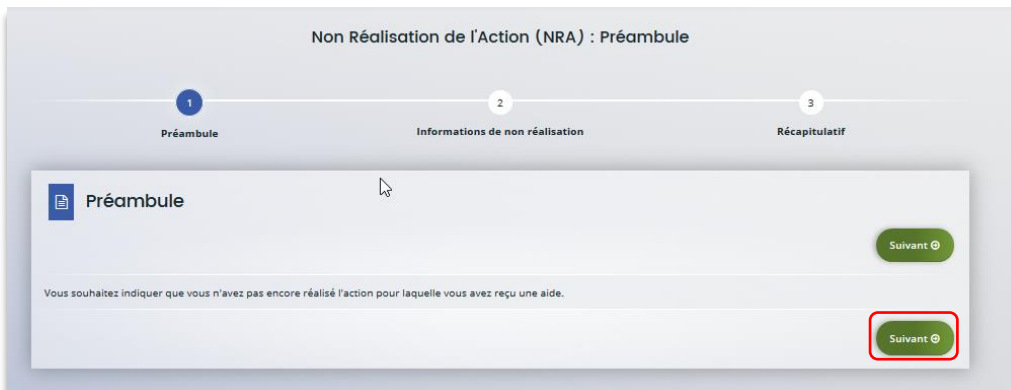 Non Réalisation de l'Action (NRA) : Préambule
1
2
3
Préambule
Informations de non réalisation
Récapitulatif
Préambule
Suivant
Vous souhaitez indiquer que vous n'avez pas encore réalisé l'action pour laquelle vous avez reçu une aide.
Suivant